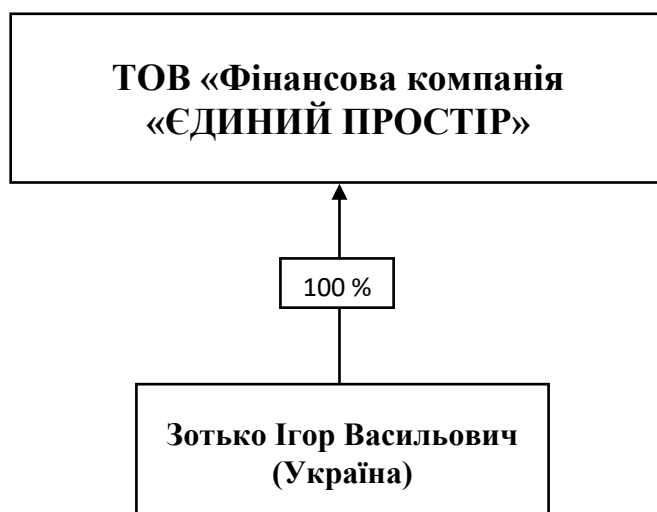 ТОВ «Фінансова компанія
«ЄДИНИЙ ПРОСТІР»
100 %
Зотько Ігор Васильович
(Україна)